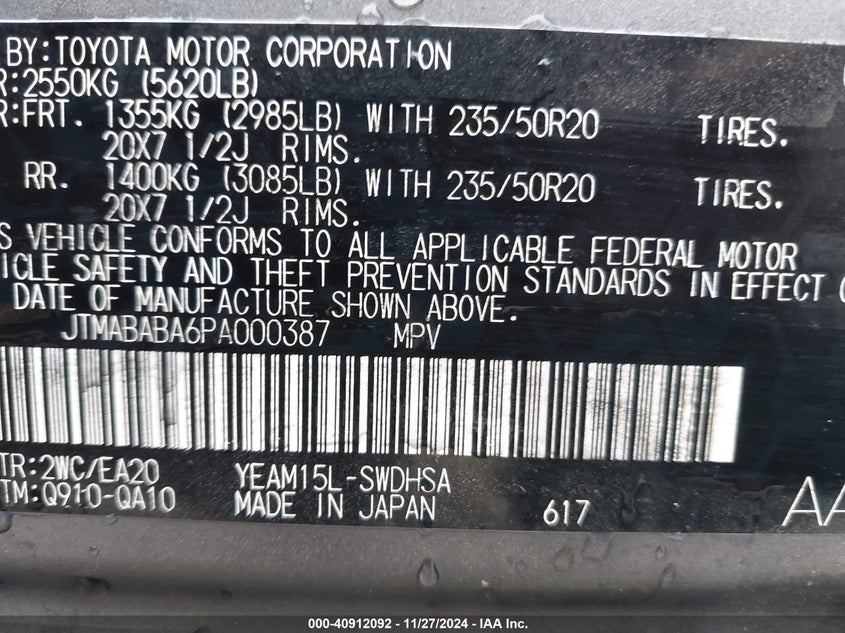 BY:TOYOTA MOTOR CORPORATION
R:2550KG (5620LB)
R:FRT. 1355KG (2985LB) WITH 235/50R20 TIRES.
20X7 1/2J RIMS.
RR. 1400KG (3085LB) WITH 235/50R20 TIRES.
20X7 1/2J RIMS.
S VEHICLE CONFORMS TO ALL APPLICABLE FEDERAL MOTOR
ICLE SAFETY AND THEFT PREVENTION STANDARDS IN EFFECT
DATE OF MANUFACTURE SHOWN ABOVE.
JTMABABA6PA000387 MPV
TR:2WC/EA20 YEAM15L-SWDHSA
TM:Q910-QA10 MADE IN JAPAN 617 AA
000-40912092 - 11/27/2024 - IAA Inc.